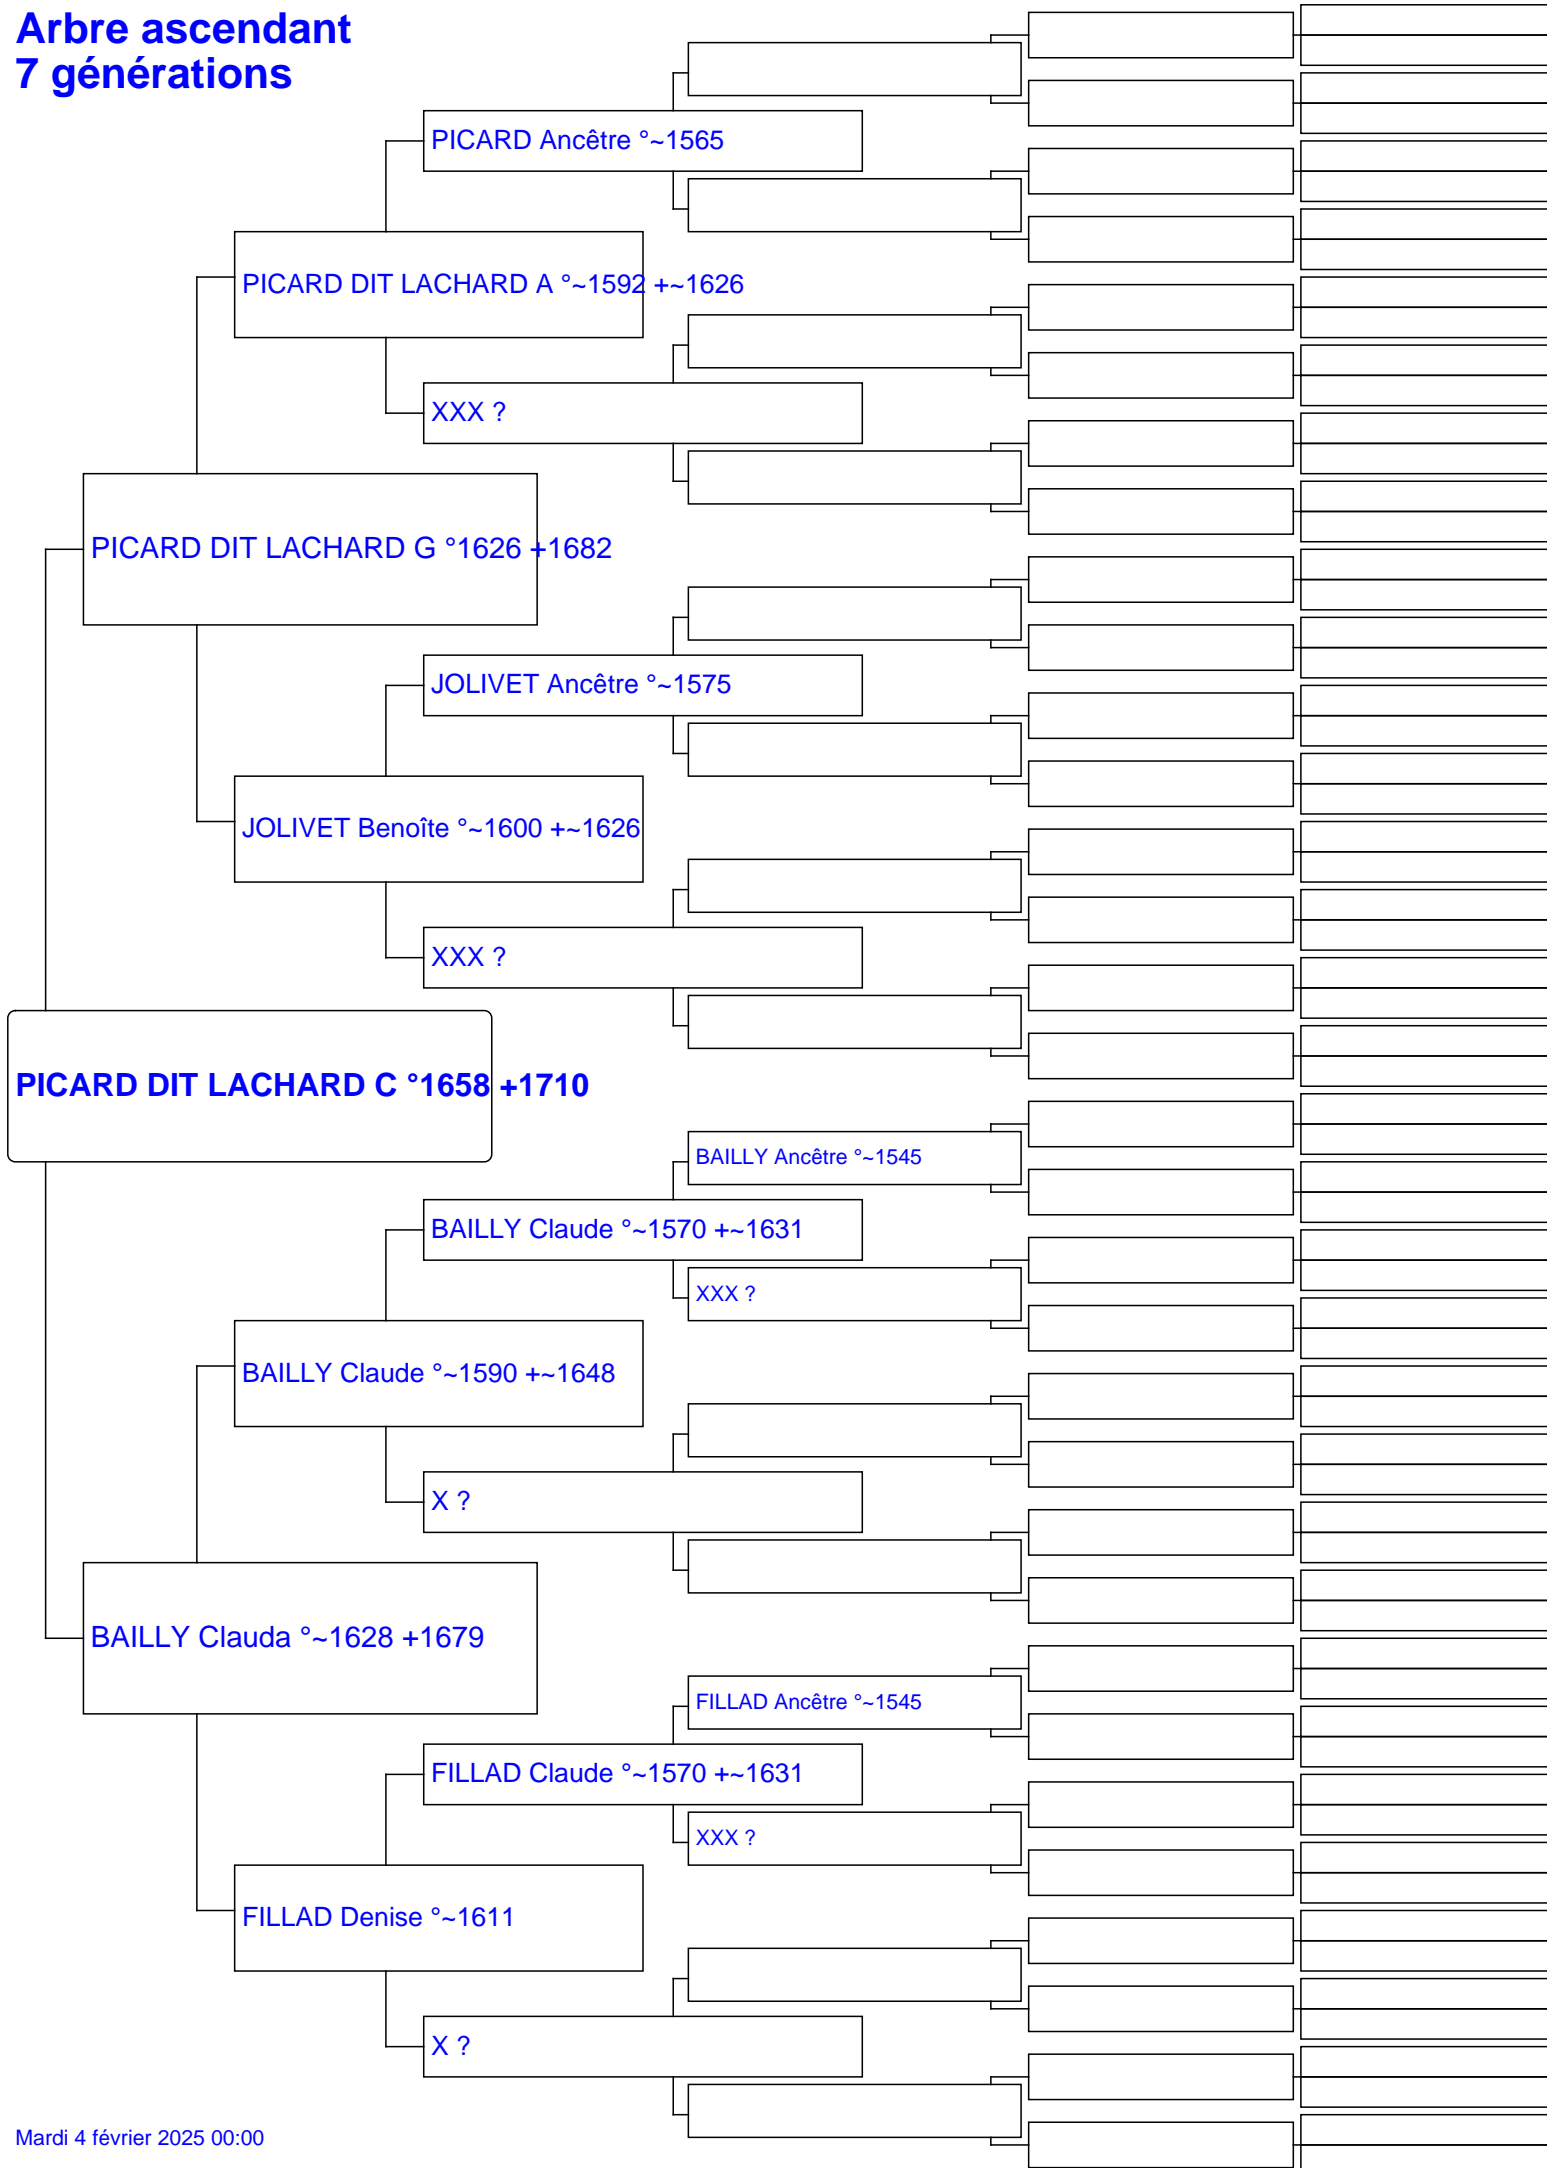 Arbre ascendant
7 générations
PICARD Ancêtre °~1565
PICARD DIT LACHARD A °~1592 +~1626
XXX ?
PICARD DIT LACHARD G °1626 +1682
JOLIVET Ancêtre °~1575
JOLIVET Benoîte °~1600 +~1626
XXX ?
PICARD DIT LACHARD C °1658 +1710
BAILLY Ancêtre °~1545
BAILLY Claude °~1570 +~1631
XXX ?
BAILLY Claude °~1590 +~1648
X ?
BAILLY Clauda °~1628 +1679
FILLAD Ancêtre °~1545
FILLAD Claude °~1570 +~1631
XXX ?
FILLAD Denise °~1611
X ?
Mardi 4 février 2025 00:00